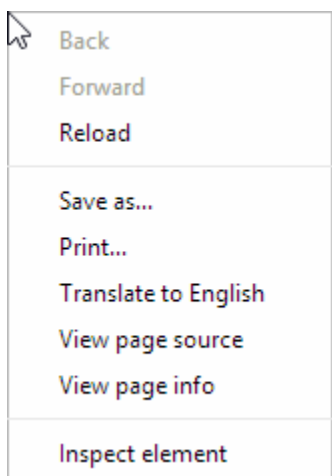 Back
Forward
Reload
Save as...
Print...
Translate to English
View page source
View page info
Inspect element